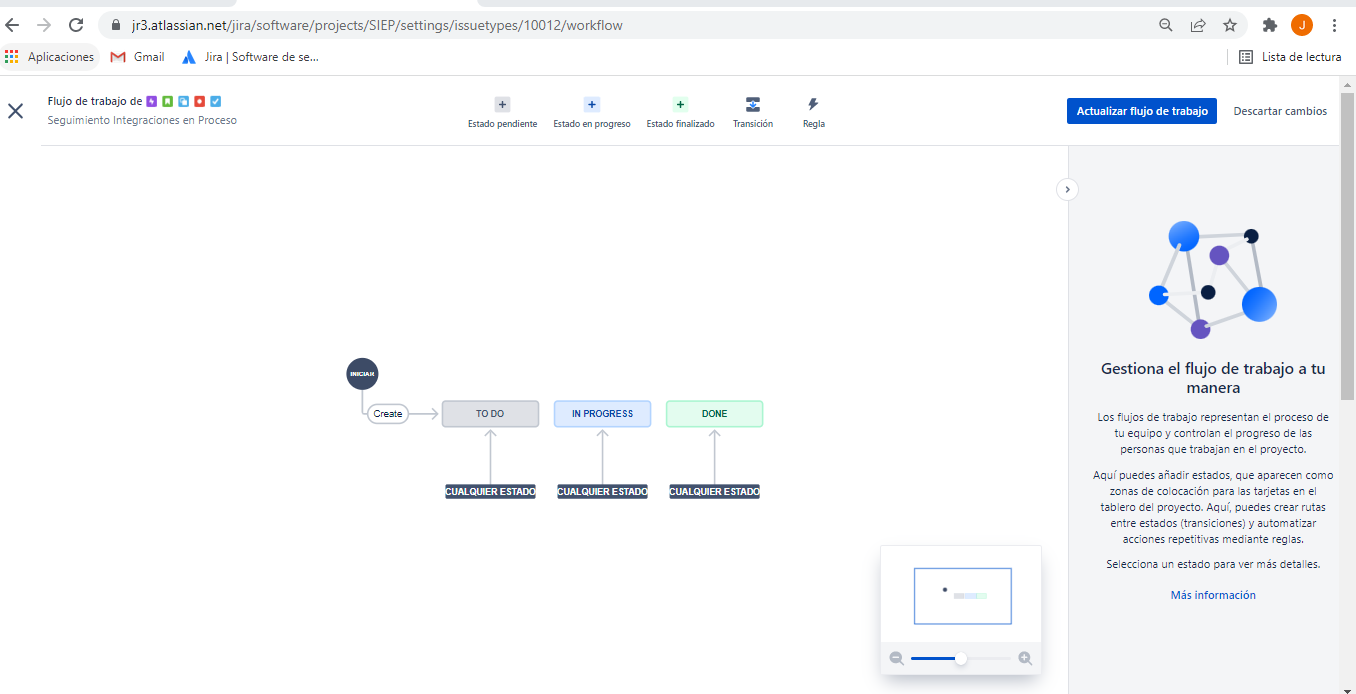 jr3.atlassian.net/jira/software/projects/SIEP/settings/issuetypes/10012/workflow
J
Aplicaciones
Gmail
Jira | Software de se...
Lista de lectura
Flujo de trabajo de
Seguimiento Integraciones en Proceso
Estado pendiente
Estado en progreso
Estado finalizado
Transición
Regla
Actualizar flujo de trabajo
Descartar cambios
INICIAR
Create
TO DO
IN PROGRESS
DONE
CUALQUIER ESTADO
CUALQUIER ESTADO
CUALQUIER ESTADO
Gestiona el flujo de trabajo a tu
manera
Los flujos de trabajo representan el proceso de
tu equipo y controlan el progreso de las
personas que trabajan en el proyecto.
Aquí puedes añadir estados, que aparecen como
zonas de colocación para las tarjetas en el
tablero del proyecto. Aquí, puedes crear rutas
entre estados (transiciones) y automatizar
acciones repetitivas mediante reglas.
Selecciona un estado para ver más detalles.
Más información